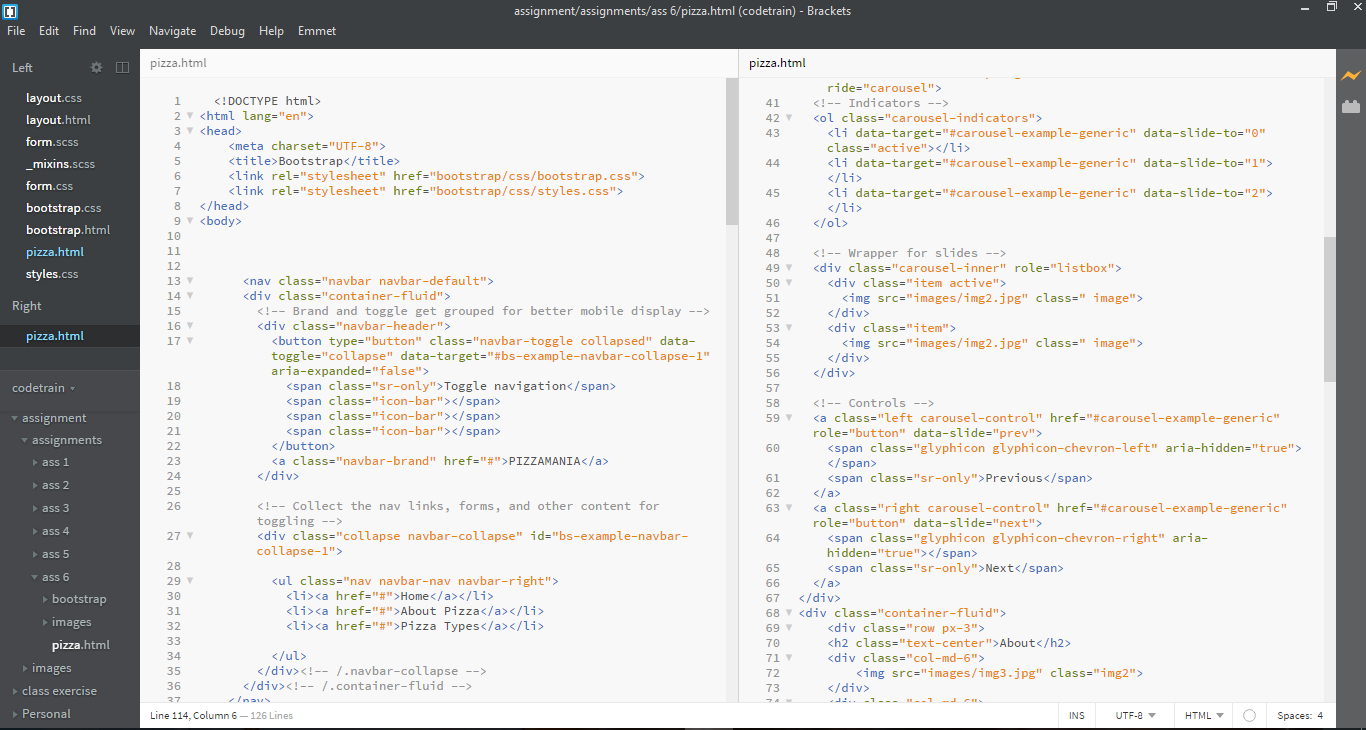 assignment/assignments/ass 6/pizza.html (codetrain) - Brackets
File Edit Find View Navigate Debug Help Emmet
Left
layout.css
layout.html
form.scss
_mixins.scss
form.css
bootstrap.css
bootstrap.html
pizza.html
styles.css
Right
pizza.html
codetrain
assignment
assignments
ass 1
ass 2
ass 3
ass 4
ass 5
ass 6
bootstrap
images
pizza.html
images
class exercise
Personal
pizza.html
1 <!DOCTYPE html>
2 <html lang="en">
3 <head>
4 <meta charset="UTF-8">
5 <title>Bootstrap</title>
6 <link rel="stylesheet" href="bootstrap/css/bootstrap.css">
7 <link rel="stylesheet" href="bootstrap/css/styles.css">
8 </head>
9 <body>
10
11
12
13 <nav class="navbar navbar-default">
14 <div class="container-fluid">
15 <!-- Brand and toggle get grouped for better mobile display -->
16 <div class="navbar-header">
17 <button type="button" class="navbar-toggle collapsed" data-
toggle="collapse" data-target="#bs-example-navbar-collapse-1"
aria-expanded="false">
18 <span class="sr-only">Toggle navigation</span>
19 <span class="icon-bar"></span>
20 <span class="icon-bar"></span>
21 <span class="icon-bar"></span>
22 </button>
23 <a class="navbar-brand" href="#">PIZZAMANIA</a>
24 </div>
25
26 <!-- Collect the nav links, forms, and other content for
toggling -->
27 <div class="collapse navbar-collapse" id="bs-example-navbar-
collapse-1">
28
29 <ul class="nav navbar-nav navbar-right">
30 <li><a href="#">Home</a></li>
31 <li><a href="#">About Pizza</a></li>
32 <li><a href="#">Pizza Types</a></li>
33
34 </ul>
35 </div><!-- /.navbar-collapse -->
36 </div><!-- /.container-fluid -->
37 </nav>
pizza.html
ride="carousel">
41 <!-- Indicators -->
42 <ol class="carousel-indicators">
43 <li data-target="#carousel-example-generic" data-slide-to="0"
class="active"></li>
44 <li data-target="#carousel-example-generic" data-slide-to="1">
</li>
45 <li data-target="#carousel-example-generic" data-slide-to="2">
</li>
46 </ol>
47
48 <!-- Wrapper for slides -->
49 <div class="carousel-inner" role="listbox">
50 <div class="item active">
51 <img src="images/img2.jpg" class=" image">
52 </div>
53 <div class="item">
54 <img src="images/img2.jpg" class=" image">
55 </div>
56 </div>
57
58 <!-- Controls -->
59 <a class="left carousel-control" href="#carousel-example-generic"
role="button" data-slide="prev">
60 <span class="glyphicon glyphicon-chevron-left" aria-hidden="true">
</span>
61 <span class="sr-only">Previous</span>
62 </a>
63 <a class="right carousel-control" href="#carousel-example-generic"
role="button" data-slide="next">
64 <span class="glyphicon glyphicon-chevron-right" aria-
hidden="true"></span>
65 <span class="sr-only">Next</span>
66 </a>
67 </div>
68 <div class="container-fluid">
69 <div class="row px-3">
70 <h2 class="text-center">About</h2>
71 <div class="col-md-6">
72 <img src="images/img3.jpg" class="img2">
73 </div>
74 <div class="col-md-6">
Line 114, Column 6 — 126 Lines
INS UTF-8 HTML Spaces: 4